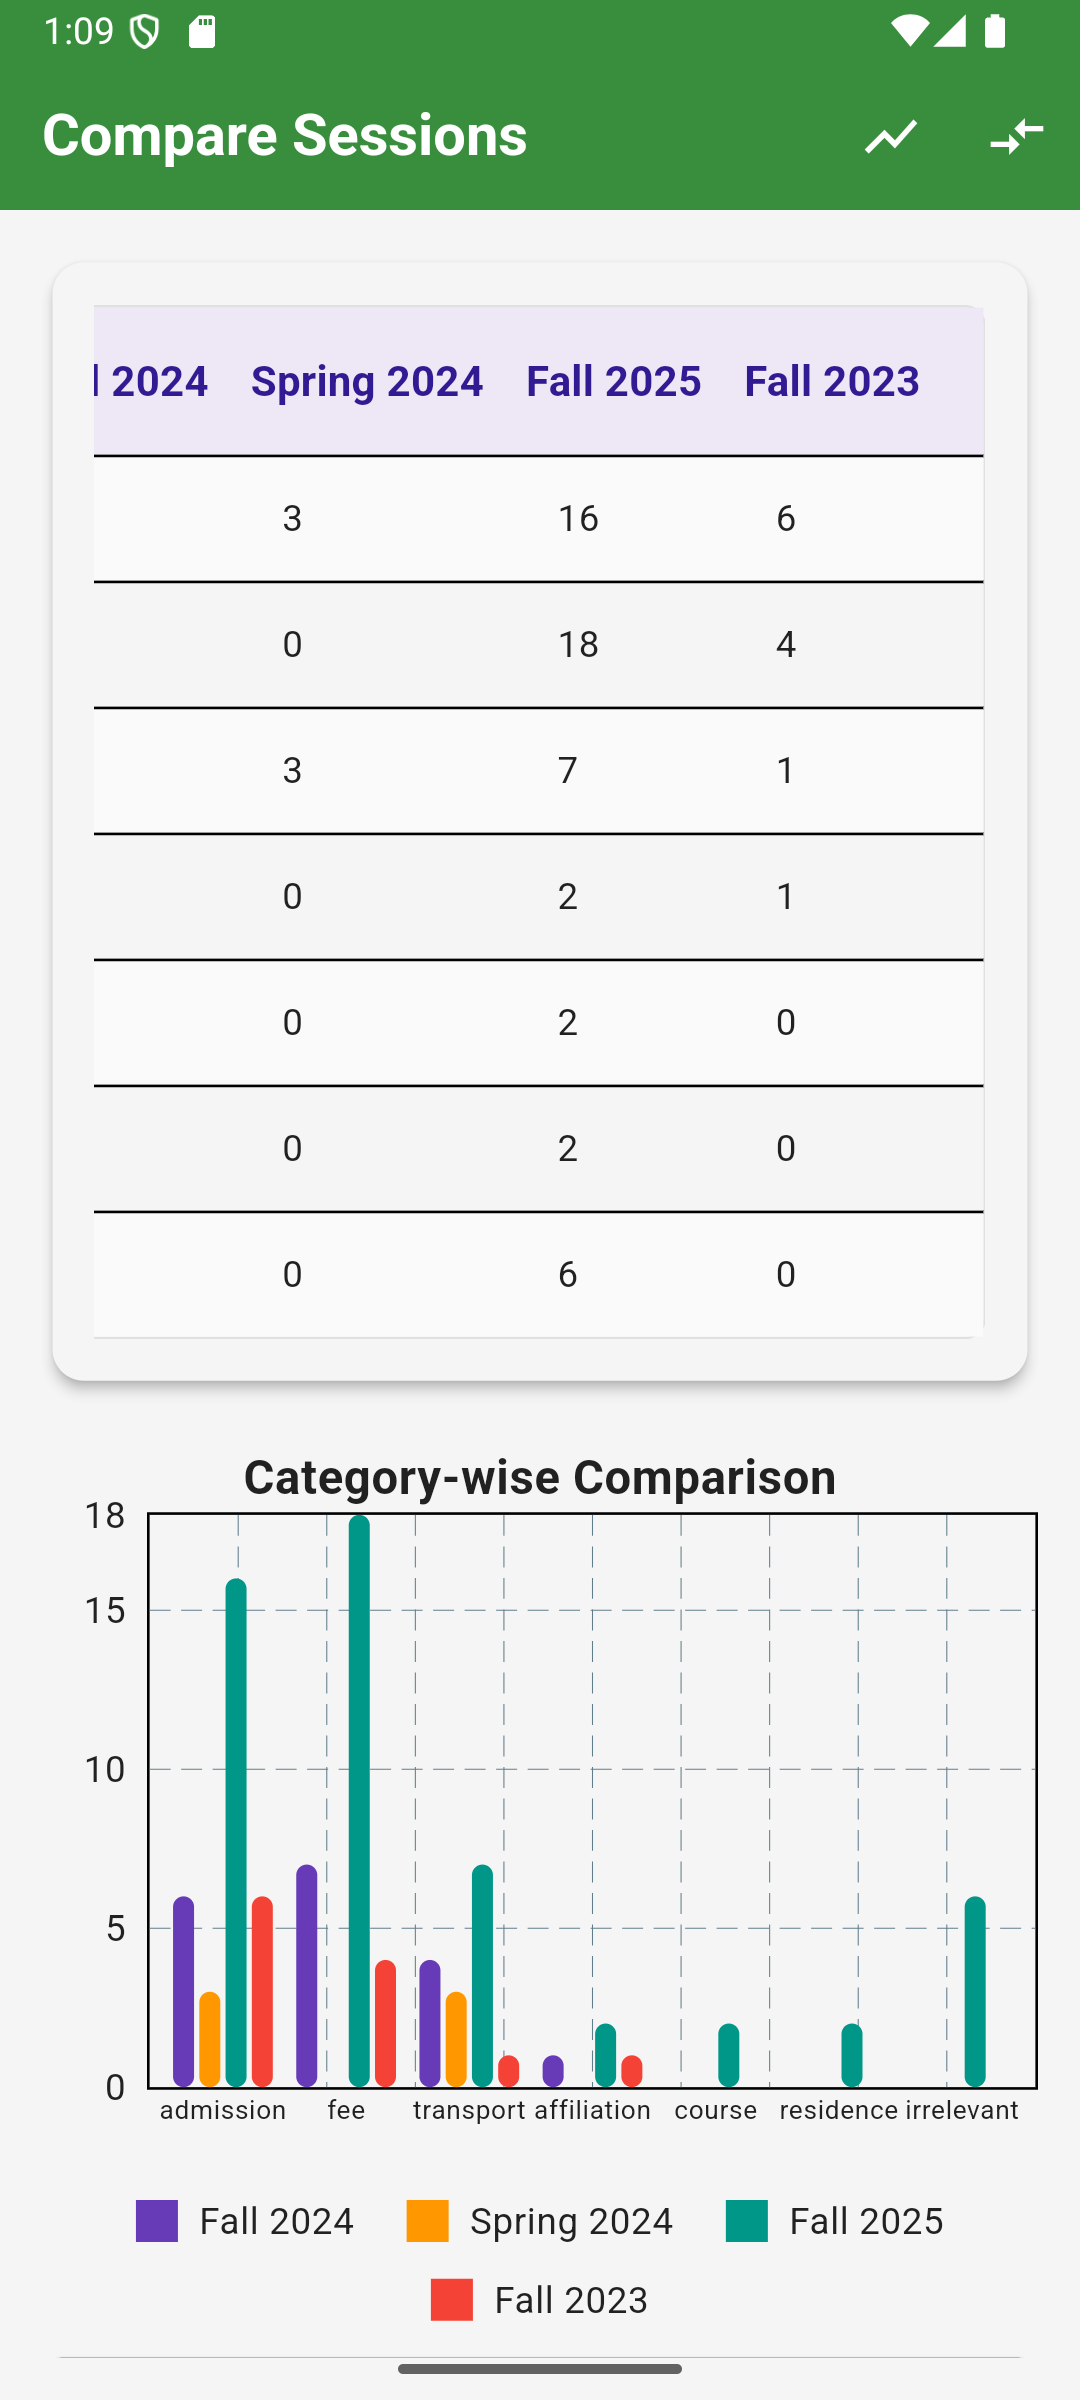 1:09
Compare Sessions
l 2024 Spring 2024 Fall 2025 Fall 2023
3 16 6
0 18 4
3 7 1
0 2 1
0 2 0
0 2 0
0 6 0
Category-wise Comparison
18
15
10
5
0
admission fee transport affiliation course residence irrelevant
Fall 2024 Spring 2024 Fall 2025
Fall 2023